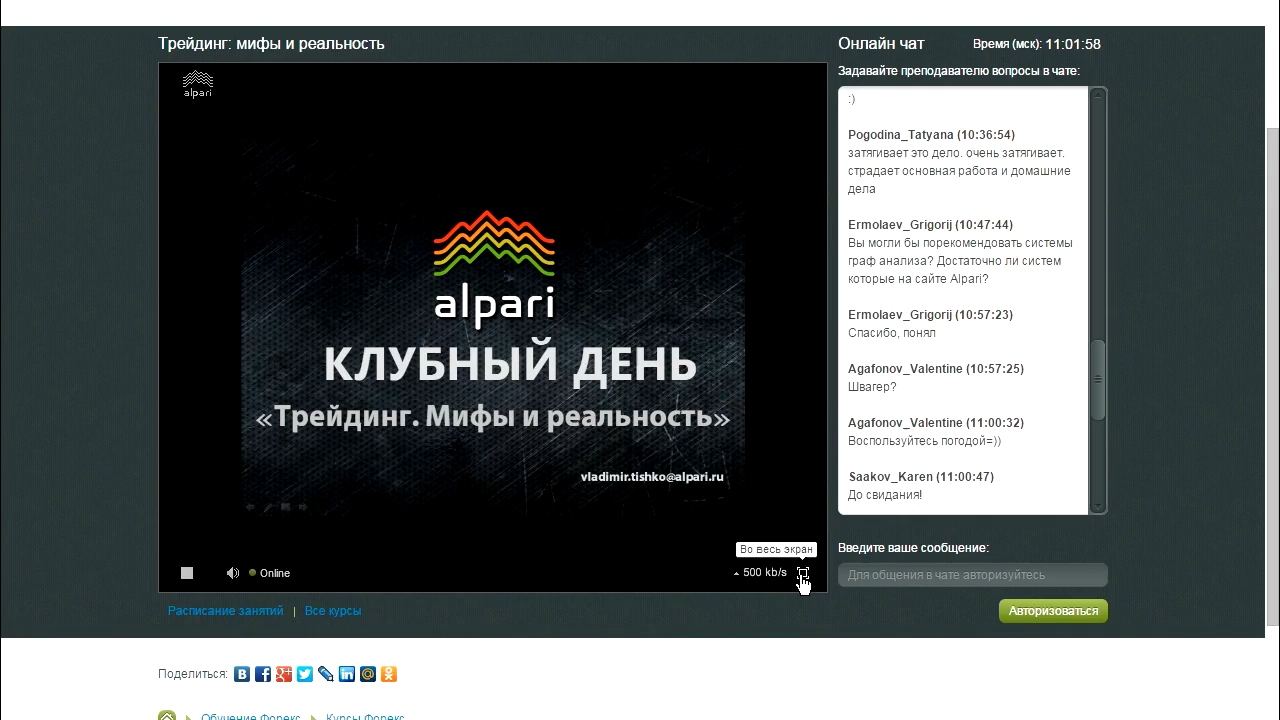 Трейдинг: мифы и реальность
Онлайн чат
Время (мск): 11:01:58
Задавайте преподавателю вопросы в чате:
alpari
:)
Pogodina_Tatyana (10:36:54)
затягивает это дело. очень затягивает.
страдает основная работа и домашние
дела
Ermolaev_Grigorij (10:47:44)
Вы могли бы порекомендовать системы
граф анализа? Достаточно ли систем
которые на сайте Alpari?
Ermolaev_Grigorij (10:57:23)
Спасибо, понял
Agafonov_Valentine (10:57:25)
Швагер?
Agafonov_Valentine (11:00:32)
Воспользуйтесь погодой=))
Saakov_Karen (11:00:47)
До свидания!
alpari
КЛУБНЫЙ ДЕНЬ
«Трейдинг. Мифы и реальность»
vladimir.tishko@alpari.ru
Во весь экран
Online
500 kb/s
Введите ваше сообщение:
Для общения в чате авторизуйтесь
Авторизоваться
Расписание занятий | Все курсы
Поделиться:
Обучение Форекс
Курсы Форекс